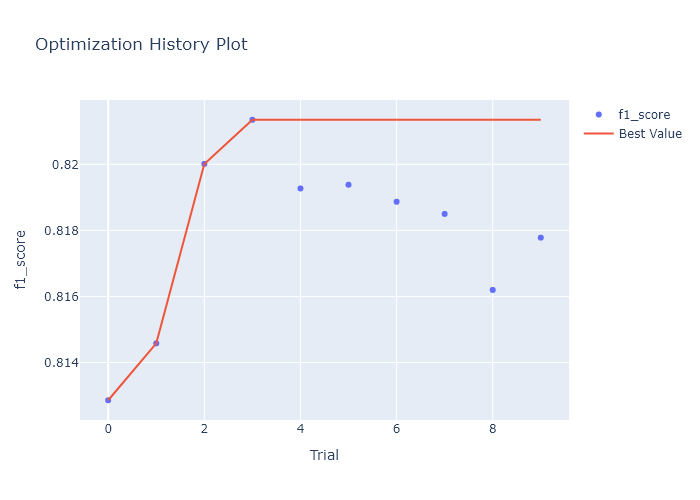 Optimization History Plot
f1_score
Best Value
0.82
0.818
0.816
0.814
f1_score
0
2
4
6
8
Trial